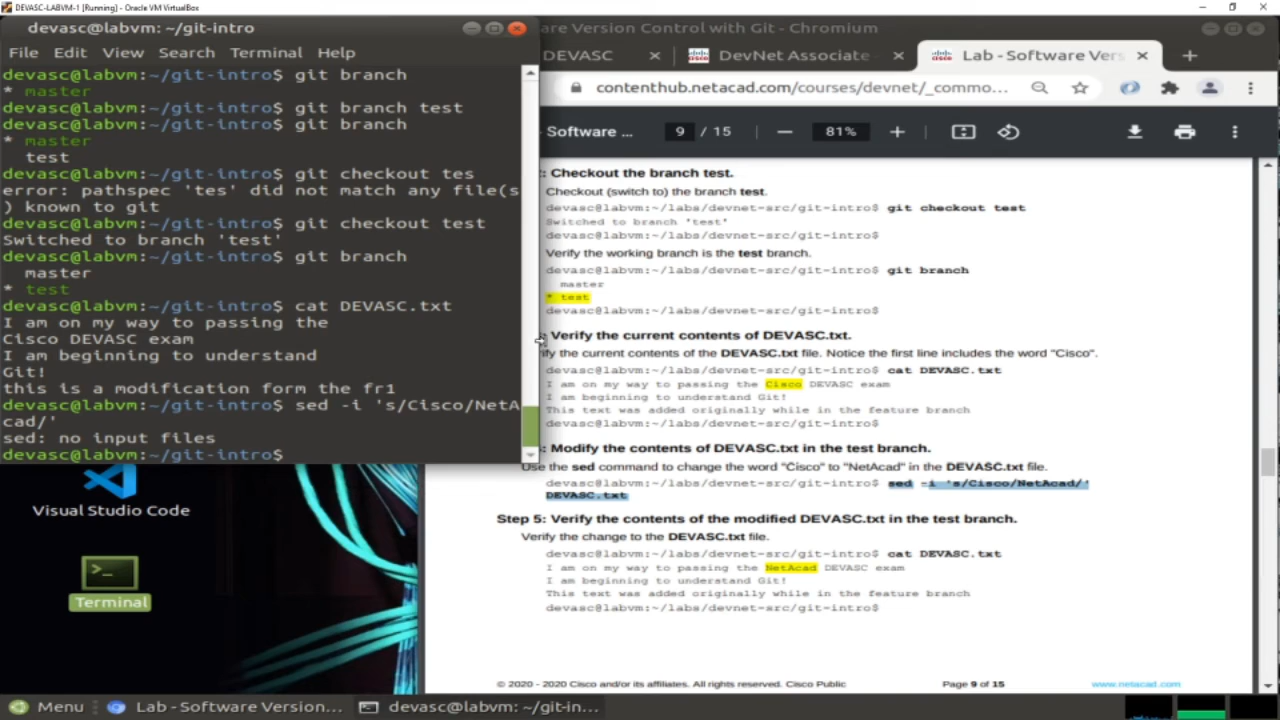 DEVASC-LABVM-1 [Running] - Oracle VM VirtualBox
devasc@labvm: ~/git-intro
File Edit View Search Terminal Help
devasc@labvm:~/git-intro$ git branch
* master
devasc@labvm:~/git-intro$ git branch test
devasc@labvm:~/git-intro$ git branch
* master
test
devasc@labvm:~/git-intro$ git checkout tes
error: pathspec 'tes' did not match any file(s
) known to git
devasc@labvm:~/git-intro$ git checkout test
Switched to branch 'test'
devasc@labvm:~/git-intro$ git branch
master
* test
devasc@labvm:~/git-intro$ cat DEVASC.txt
I am on my way to passing the
Cisco DEVASC exam
I am beginning to understand
Git!
this is a modification form the fr1
devasc@labvm:~/git-intro$ sed -i 's/Cisco/NetA
cad/'
sed: no input files
devasc@labvm:~/git-intro$
Visual Studio Code
Terminal
are Version Control with Git - Chromium
DEVASC
DevNet Associate
Lab - Software Vers
contenthub.netacad.com/courses/devnet/_commo...
Software ... 9 / 15 81%
: Checkout the branch test.
Checkout (switch to) the branch test.
devasc@labvm:~/labs/devnet-src/git-intro$ git checkout test
Switched to branch 'test'
devasc@labvm:~/labs/devnet-src/git-intro$
Verify the working branch is the test branch.
devasc@labvm:~/labs/devnet-src/git-intro$ git branch
master
* test
devasc@labvm:~/labs/devnet-src/git-intro$
: Verify the current contents of DEVASC.txt.
ify the current contents of the DEVASC.txt file. Notice the first line includes the word "Cisco".
devasc@labvm:~/labs/devnet-src/git-intro$ cat DEVASC.txt
I am on my way to passing the Cisco DEVASC exam
I am beginning to understand Git!
This text was added originally while in the feature branch
devasc@labvm:~/labs/devnet-src/git-intro$
: Modify the contents of DEVASC.txt in the test branch.
Use the sed command to change the word "Cisco" to "NetAcad" in the DEVASC.txt file.
devasc@labvm:~/labs/devnet-src/git-intro$ sed -i 's/Cisco/NetAcad/'
DEVASC.txt
Step 5: Verify the contents of the modified DEVASC.txt in the test branch.
Verify the change to the DEVASC.txt file.
devasc@labvm:~/labs/devnet-src/git-intro$ cat DEVASC.txt
I am on my way to passing the NetAcad DEVASC exam
I am beginning to understand Git!
This text was added originally while in the feature branch
devasc@labvm:~/labs/devnet-src/git-intro$
© 2020 - 2020 Cisco and/or its affiliates. All rights reserved. Cisco Public Page 9 of 15 www.netacad.com
Menu Lab - Software Version... devasc@labvm: ~/git-in...